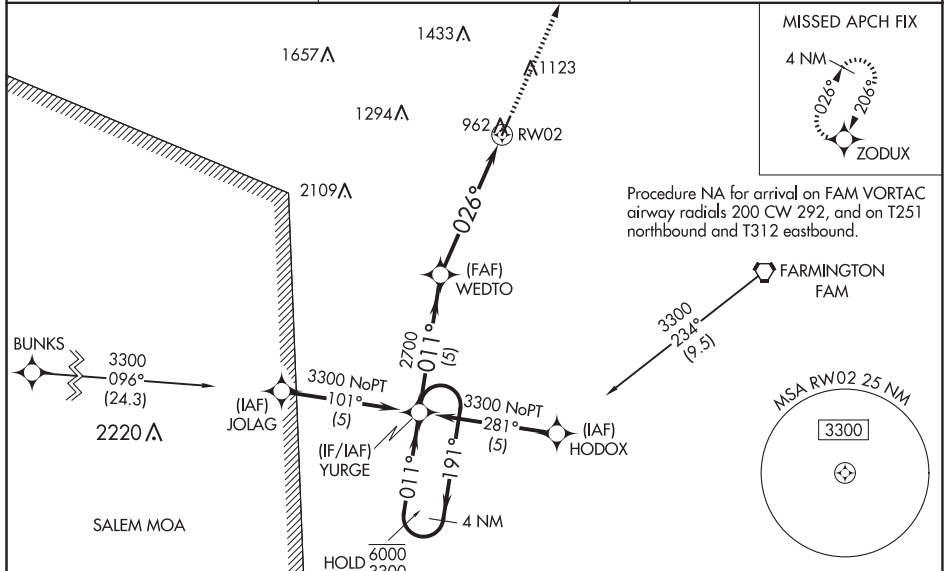 MISSED APCH FIX
4 NM
026°
206°
ZODUX
1433
1657
1123
1294
962
RW02
2109
Procedure NA for arrival on FAM VORTAC
airway radials 200 CW 292, and on T251
northbound and T312 eastbound.
026°
(FAF)
WEDTO
FARMINGTON
FAM
3300
234°
(9.5)
2700
011°
(5)
BUNKS
3300
096°
(24.3)
2220
(IAF)
JOLAG
3300 NoPT
101°
(5)
3300 NoPT
281°
(5)
(IAF)
HODOX
(IF/IAF)
YURGE
011°
191°
4 NM
HOLD
6000
3300
SALEM MOA
MSA RW02 25 NM
3300